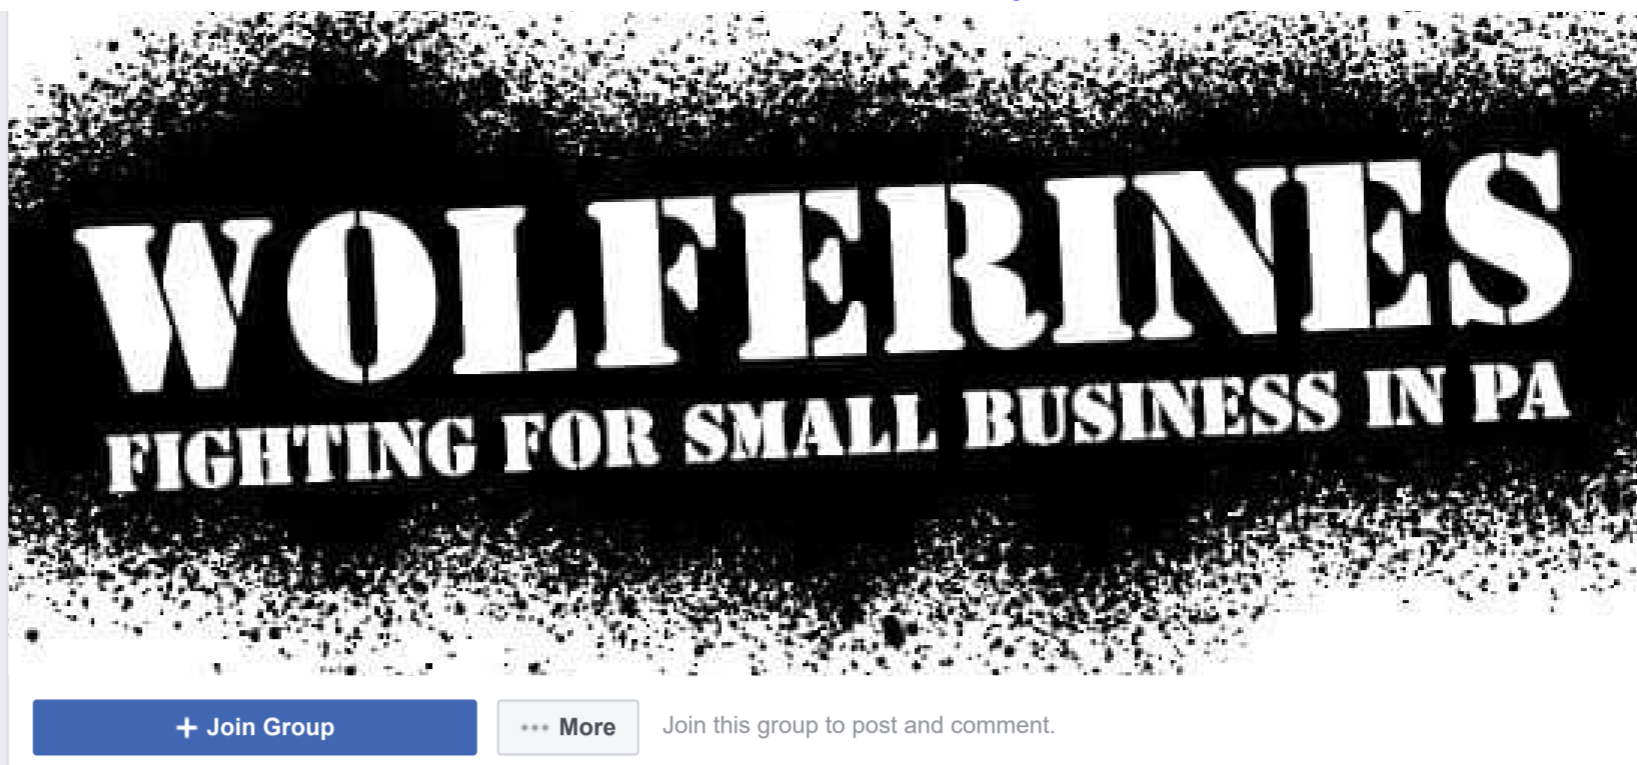 WOLFERINES
FIGHTING FOR SMALL BUSINESS IN PA
+ Join Group
••• More
Join this group to post and comment.